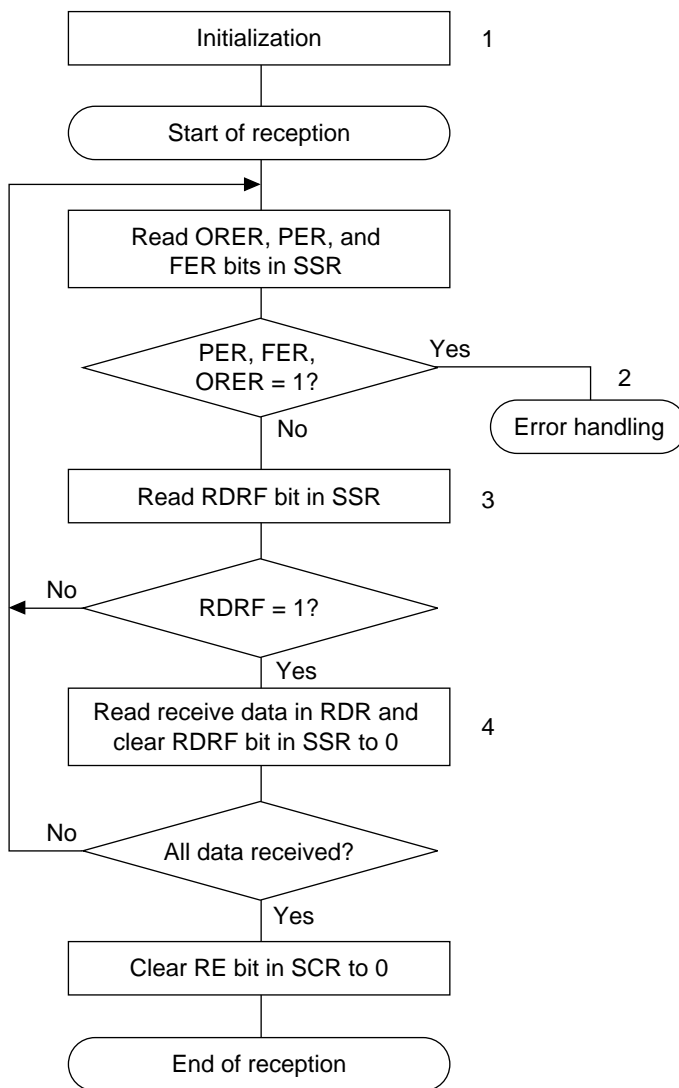 Initialization
1
Start of reception
Read ORER, PER, and
FER bits in SSR
PER, FER,
ORER = 1?
Yes
No
2
Error handling
Read RDRF bit in SSR
3
No
RDRF = 1?
Yes
Read receive data in RDR and
clear RDRF bit in SSR to 0
4
No
All data received?
Yes
Clear RE bit in SCR to 0
End of reception